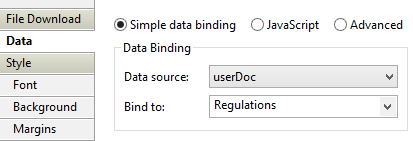 File Download
Data
Style
Font
Background
Margins
Simple data binding JavaScript Advanced
Data Binding
Data source: userDoc
Bind to: Regulations